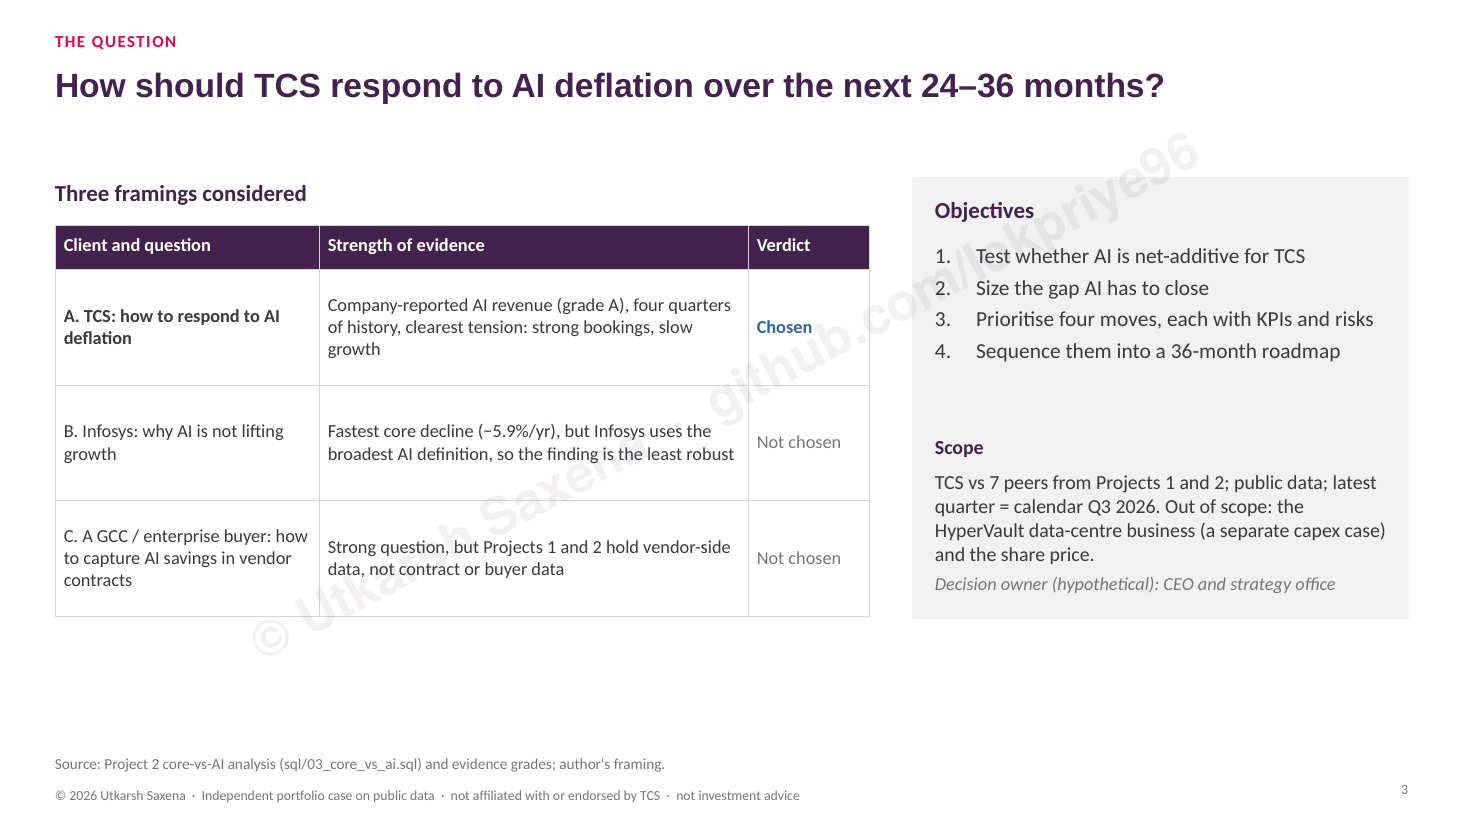 THE QUESTION
How should TCS respond to AI deflation over the next 24–36 months?
Three framings considered
Client and question
Strength of evidence
Verdict
A. TCS: how to respond to AI
deflation
Company-reported AI revenue (grade A), four quarters
of history, clearest tension: strong bookings, slow
growth
Chosen
B. Infosys: why AI is not lifting
growth
Fastest core decline (−5.9%/yr), but Infosys uses the
broadest AI definition, so the finding is the least robust
Not chosen
C. A GCC / enterprise buyer: how
to capture AI savings in vendor
contracts
Strong question, but Projects 1 and 2 hold vendor-side
data, not contract or buyer data
Not chosen
Objectives
1. Test whether AI is net-additive for TCS
2. Size the gap AI has to close
3. Prioritise four moves, each with KPIs and risks
4. Sequence them into a 36-month roadmap
Scope
TCS vs 7 peers from Projects 1 and 2; public data; latest
quarter = calendar Q3 2026. Out of scope: the
HyperVault data-centre business (a separate capex case)
and the share price.
Decision owner (hypothetical): CEO and strategy office
© Utkarsh Saxena · github.com/lekpriye96
Source: Project 2 core-vs-AI analysis (sql/03_core_vs_ai.sql) and evidence grades; author's framing.
© 2026 Utkarsh Saxena · Independent portfolio case on public data · not affiliated with or endorsed by TCS · not investment advice
3